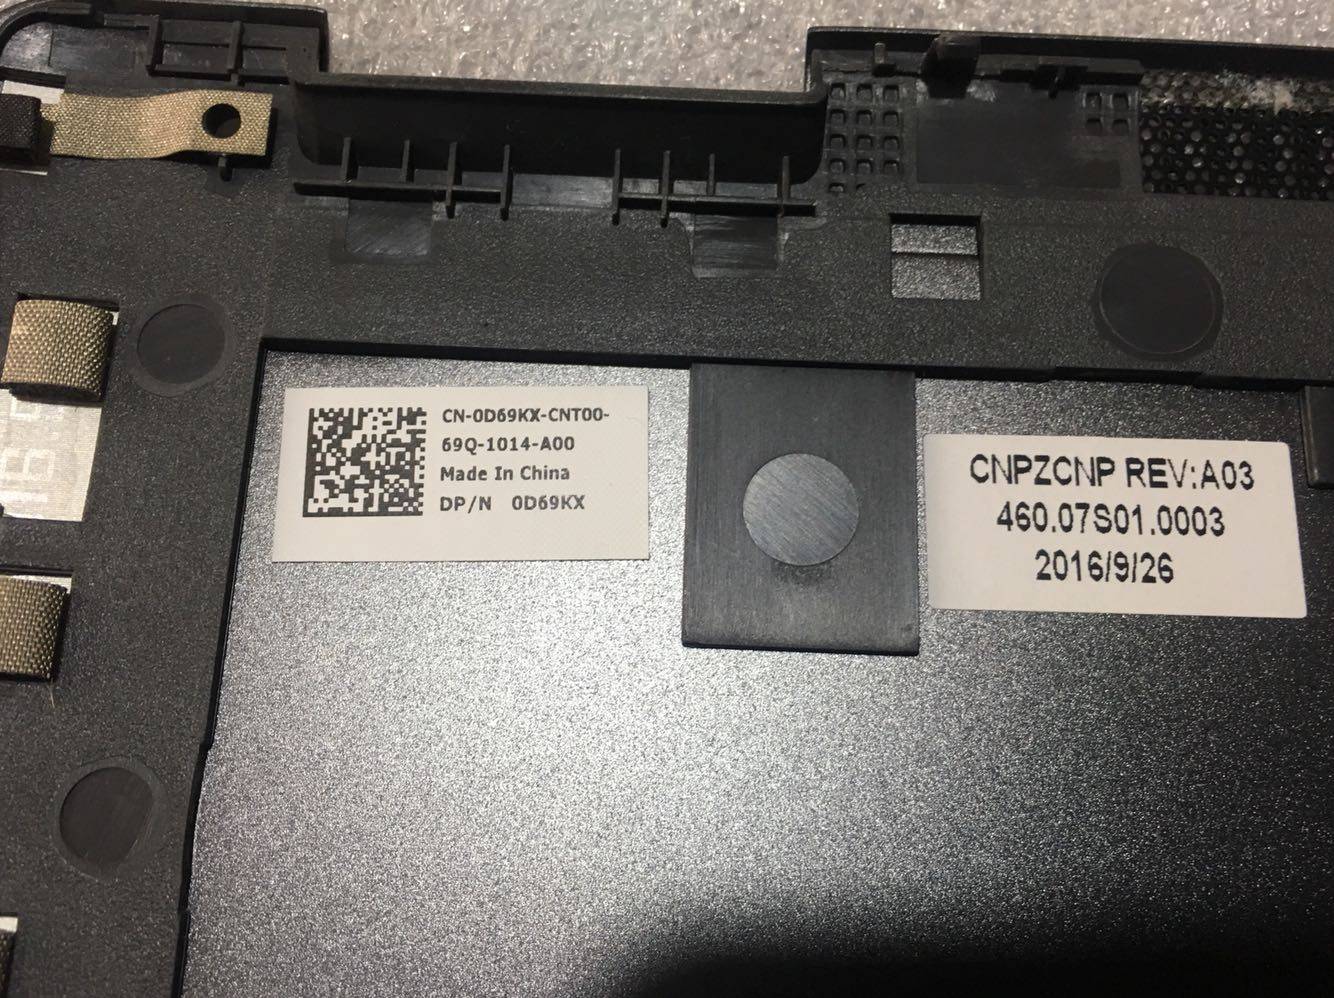 CN-0D69KX-CNT00-
69Q-1014-A00
Made In China
DP/N 0D69KX
CNPZCNP REV:A03
460.07S01.0003
2016/9/26